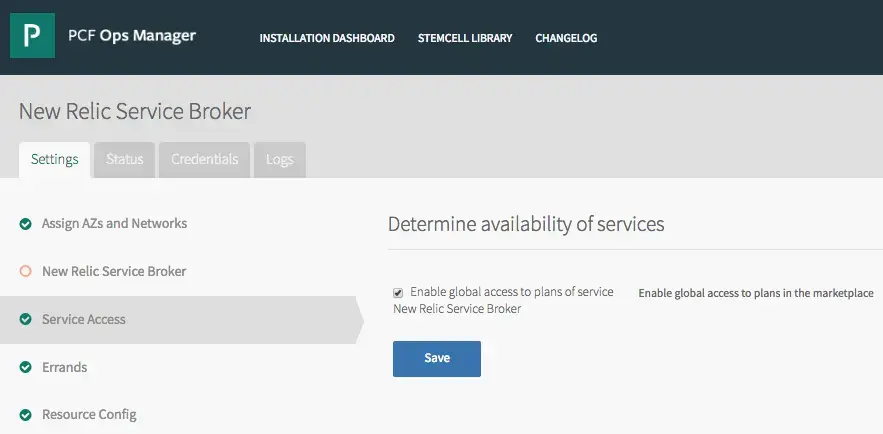 PCF Ops Manager
INSTALLATION DASHBOARD
STEMCELL LIBRARY
CHANGELOG
New Relic Service Broker
Settings
Status
Credentials
Logs
Assign AZs and Networks
New Relic Service Broker
Service Access
Errands
Resource Config
Determine availability of services
Enable global access to plans of service
New Relic Service Broker
Enable global access to plans in the marketplace
Save